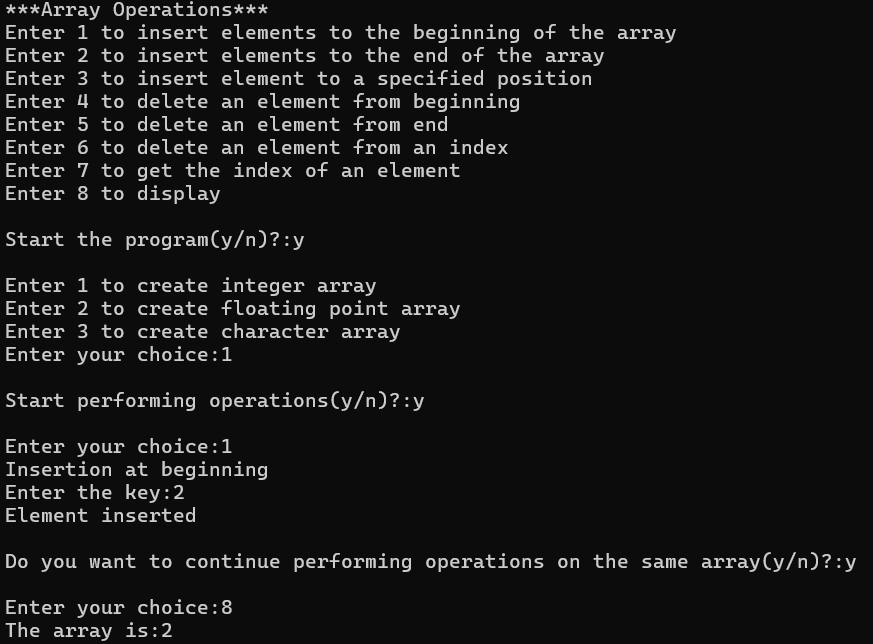 ***Array Operations***
Enter 1 to insert elements to the beginning of the array
Enter 2 to insert elements to the end of the array
Enter 3 to insert element to a specified position
Enter 4 to delete an element from beginning
Enter 5 to delete an element from end
Enter 6 to delete an element from an index
Enter 7 to get the index of an element
Enter 8 to display
Start the program(y/n)?:y
Enter 1 to create integer array
Enter 2 to create floating point array
Enter 3 to create character array
Enter your choice:1
Start performing operations(y/n)?:y
Enter your choice:1
Insertion at beginning
Enter the key:2
Element inserted
Do you want to continue performing operations on the same array(y/n)?:y
Enter your choice:8
The array is:2